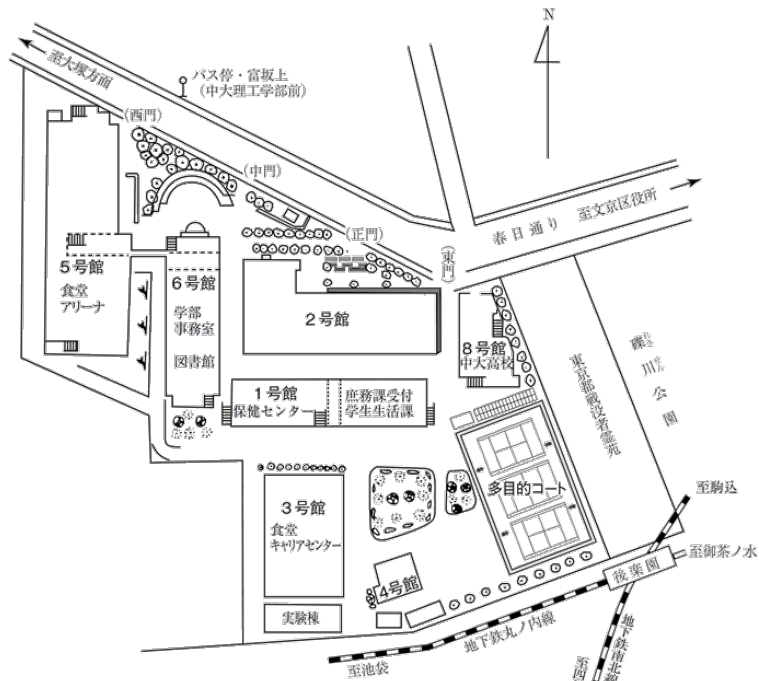 N
至大塚方面
バス停・富坂上
(中大理工学部前)
(西門)
(中門)
(正門)
(東門)
春日通り 至文京区役所
5号館
食堂
アリーナ
6号館
学部
事務室
図書館
2号館
8号館
中大高校
東京都戦没者霊苑
礫川公園
れき せん
1号館
保健センター
庶務課受付
学生生活課
3号館
食堂
キャリアセンター
多目的コート
4号館
実験棟
至駒込
至御茶ノ水
後楽園
地下鉄丸ノ内線
至池袋
地下鉄南北線
至四